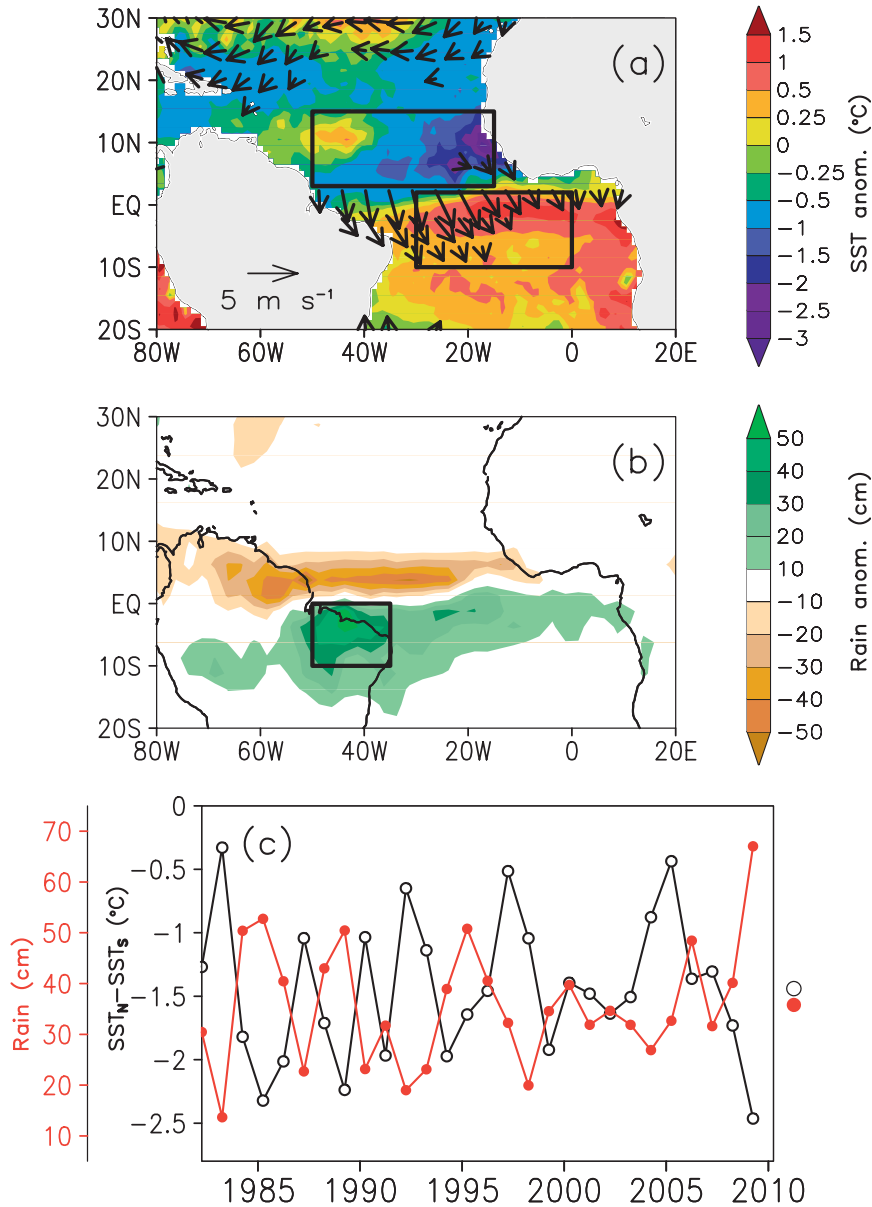 30N
20N
10N
EQ
10S
20S
80W 60W 40W 20W 0 20E
(a)
5 m s⁻¹
1.5
1
0.5
0.25
0
−0.25
−0.5
−1
−1.5
−2
−2.5
−3
SST anom. (°C)
30N
20N
10N
EQ
10S
20S
80W 60W 40W 20W 0 20E
(b)
50
40
30
20
10
−10
−20
−30
−40
−50
Rain anom. (cm)
70
60
50
40
30
20
10
Rain (cm)
0
−0.5
−1
−1.5
−2
−2.5
SST_N−SST_S (°C)
(c)
1985 1990 1995 2000 2005 2010